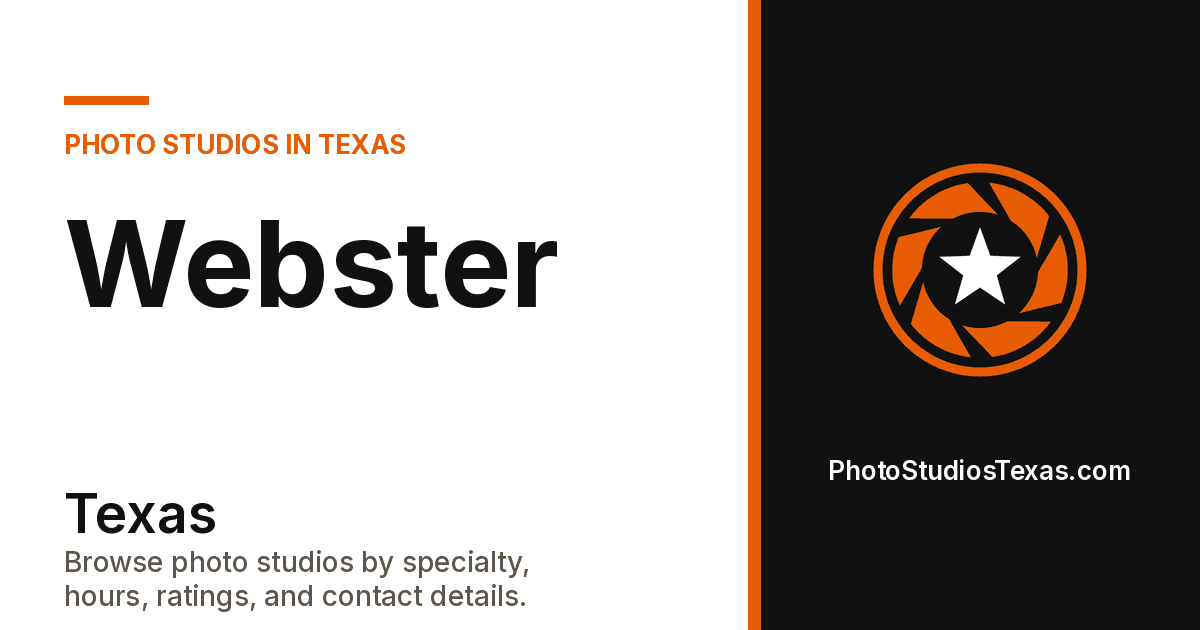 PHOTO STUDIOS IN TEXAS
Webster
Texas
Browse photo studios by specialty,
hours, ratings, and contact details.
PhotoStudiosTexas.com